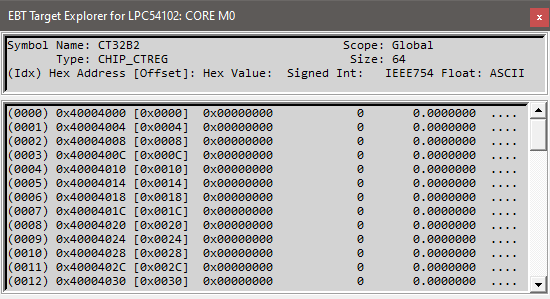 EBT Target Explorer for LPC54102: CORE M0
Symbol Name: CT32B2 Scope: Global
Type: CHIP_CTREG Size: 64
(Idx) Hex Address [Offset]: Hex Value: Signed Int: IEEE754 Float: ASCII
(0000) 0x40004000 [0x0000] 0x00000000 0 0.0000000 ....
(0001) 0x40004004 [0x0004] 0x00000000 0 0.0000000 ....
(0002) 0x40004008 [0x0008] 0x00000000 0 0.0000000 ....
(0003) 0x4000400C [0x000C] 0x00000000 0 0.0000000 ....
(0004) 0x40004010 [0x0010] 0x00000000 0 0.0000000 ....
(0005) 0x40004014 [0x0014] 0x00000000 0 0.0000000 ....
(0006) 0x40004018 [0x0018] 0x00000000 0 0.0000000 ....
(0007) 0x4000401C [0x001C] 0x00000000 0 0.0000000 ....
(0008) 0x40004020 [0x0020] 0x00000000 0 0.0000000 ....
(0009) 0x40004024 [0x0024] 0x00000000 0 0.0000000 ....
(0010) 0x40004028 [0x0028] 0x00000000 0 0.0000000 ....
(0011) 0x4000402C [0x002C] 0x00000000 0 0.0000000 ....
(0012) 0x40004030 [0x0030] 0x00000000 0 0.0000000 ....